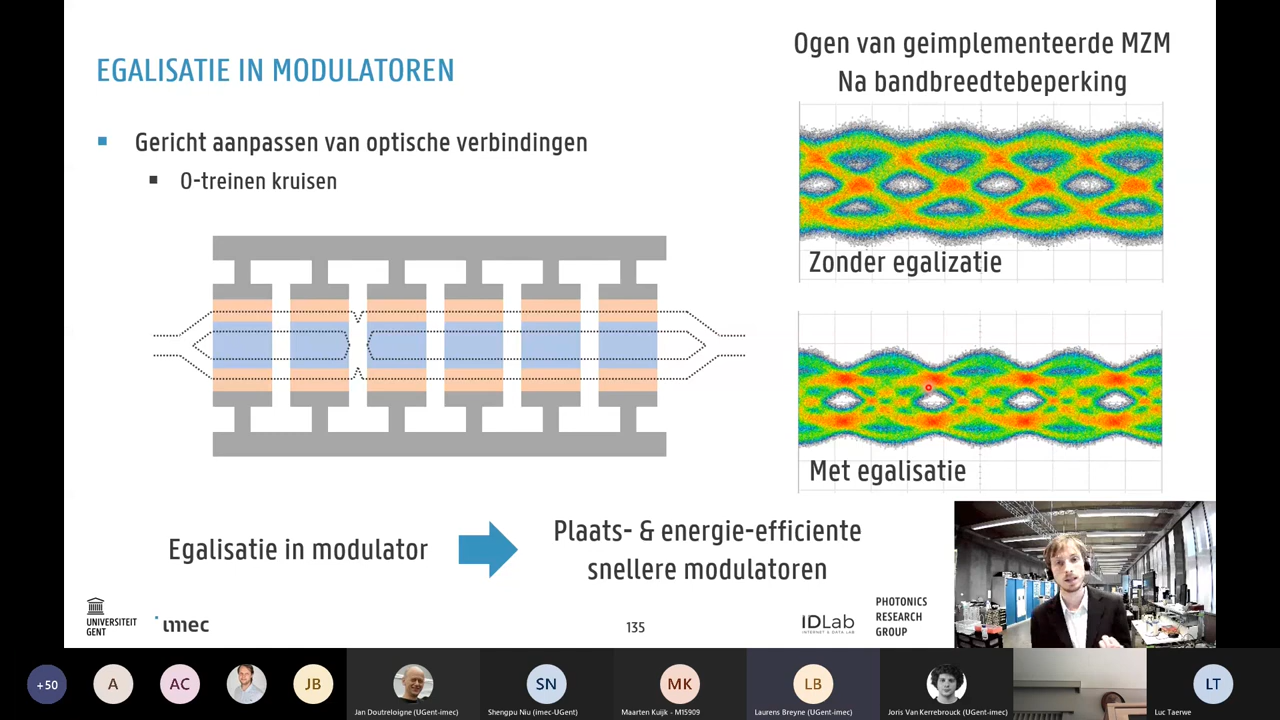 EGALISATIE IN MODULATOREN
Gericht aanpassen van optische verbindingen
O-treinen kruisen
Ogen van geimplementeerde MZM
Na bandbreedtebeperking
Zonder egalizatie
Met egalisatie
Egalisatie in modulator
Plaats- & energie-efficiente
snellere modulatoren
UNIVERSITEIT
GENT
imec
135
IDLab
INTERNET & DATA LAB
PHOTONICS
RESEARCH
GROUP
+50
A
AC
JB
Jan Doutreloigne (UGent-imec)
SN
Shengpu Niu (imec-UGent)
MK
Maarten Kuijk - M15909
LB
Laurens Breyne (UGent-imec)
Joris Van Kerrebrouck (UGent-imec)
LT
Luc Taerwe